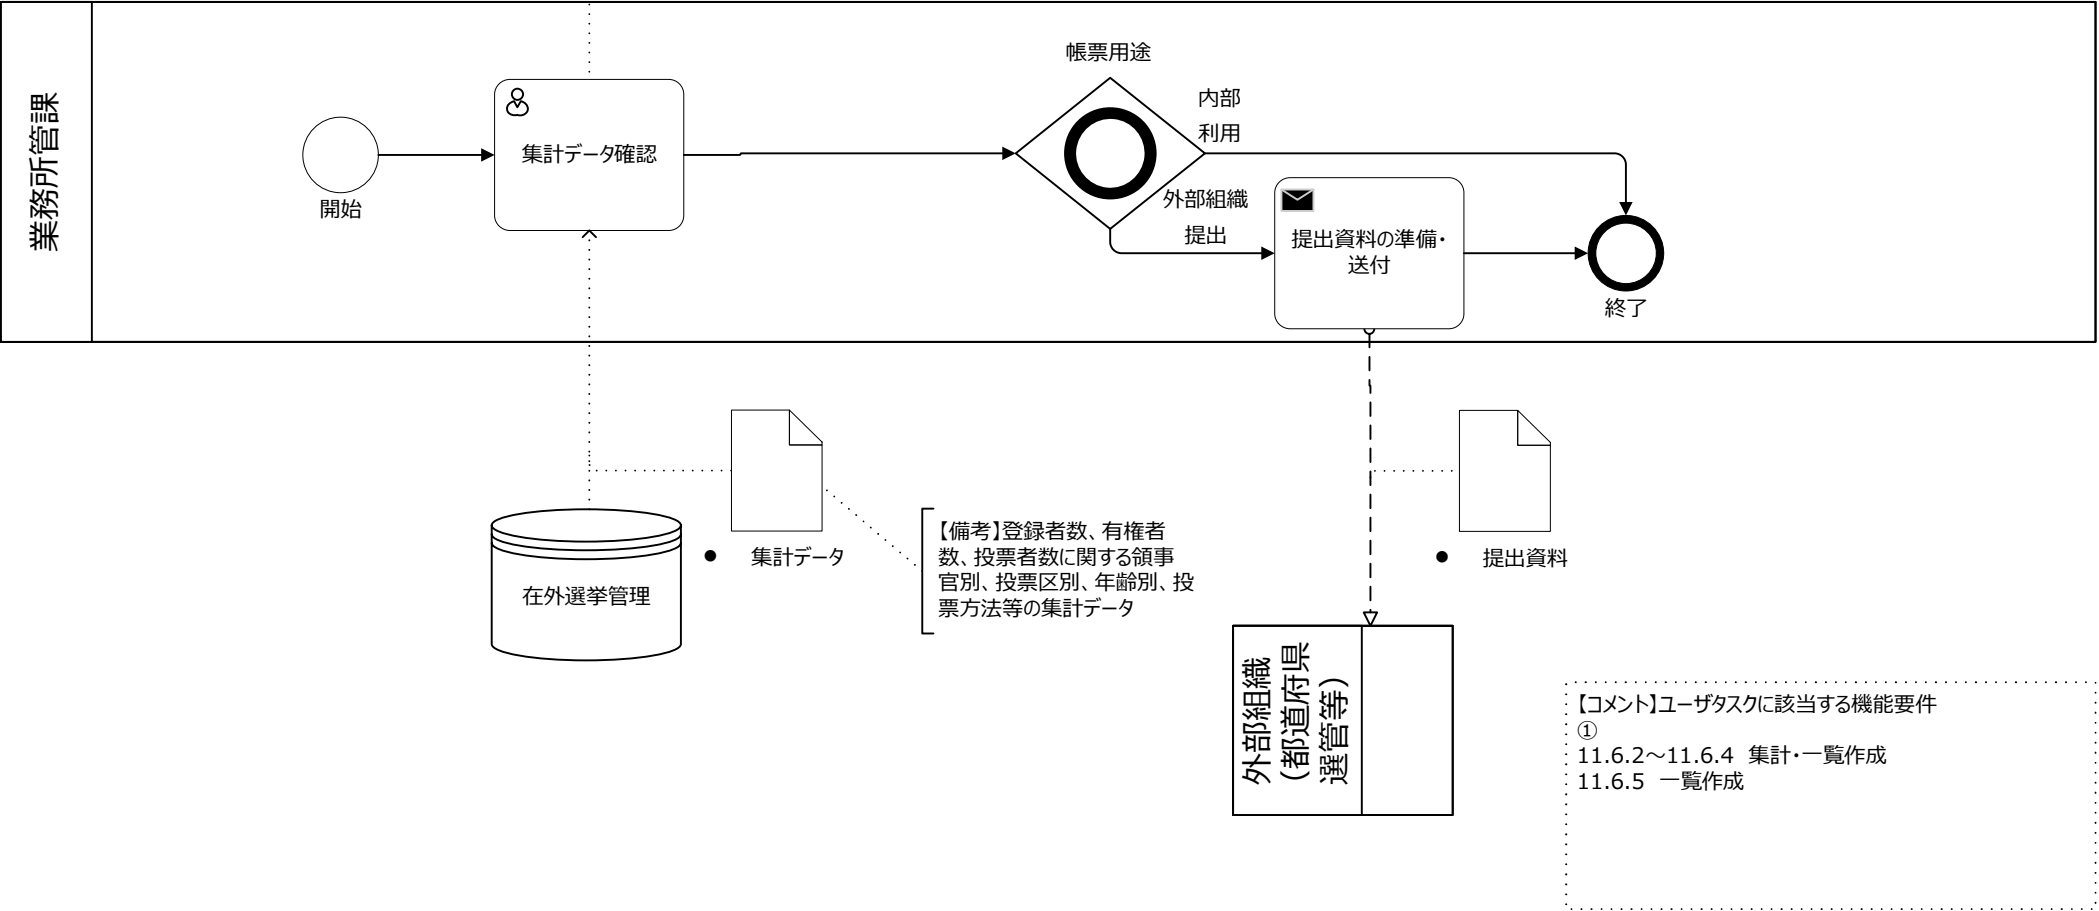 業務所管課
開始
集計データ確認
帳票用途
内部
利用
外部組織
提出
提出資料の準備・
送付
終了
在外選挙管理
● 集計データ
【備考】登録者数、有権者
数、投票者数に関する領事
官別、投票区別、年齢別、投
票方法等の集計データ
● 提出資料
外部組織
（都道府県
選管等）
【コメント】ユーザタスクに該当する機能要件
①
11.6.2～11.6.4 集計・一覧作成
11.6.5 一覧作成